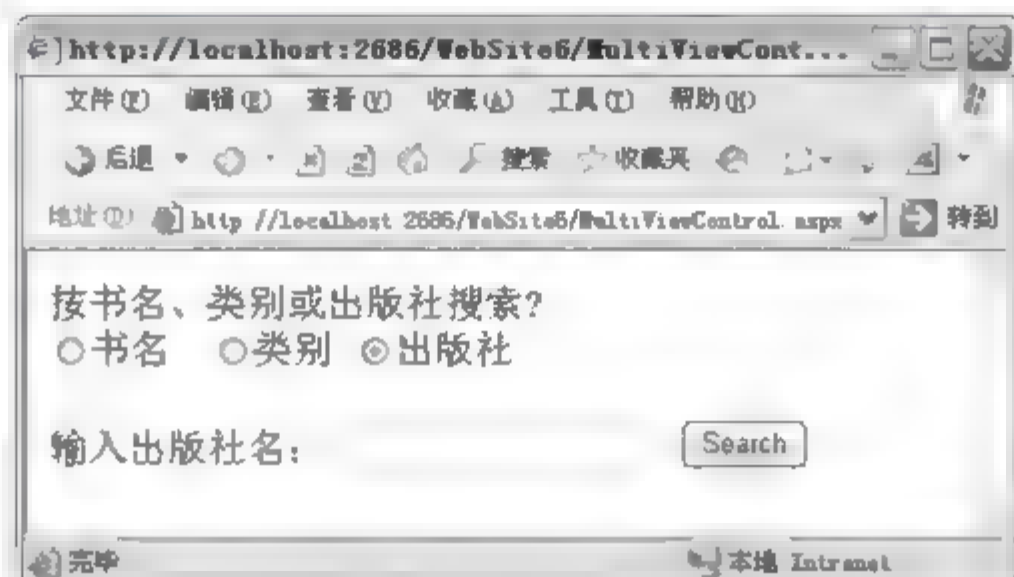 http://localhost:2686/WebSite6/MultiViewCont...
文件(F) 编辑(E) 查看(V) 收藏(A) 工具(T) 帮助(H)
后退 搜索 收藏夹
地址(D) http://localhost:2686/WebSite6/MultiViewControl.aspx 转到
按书名、类别或出版社搜索?
书名 类别 出版社
输入出版社名: Search
完毕 本地 Intranet